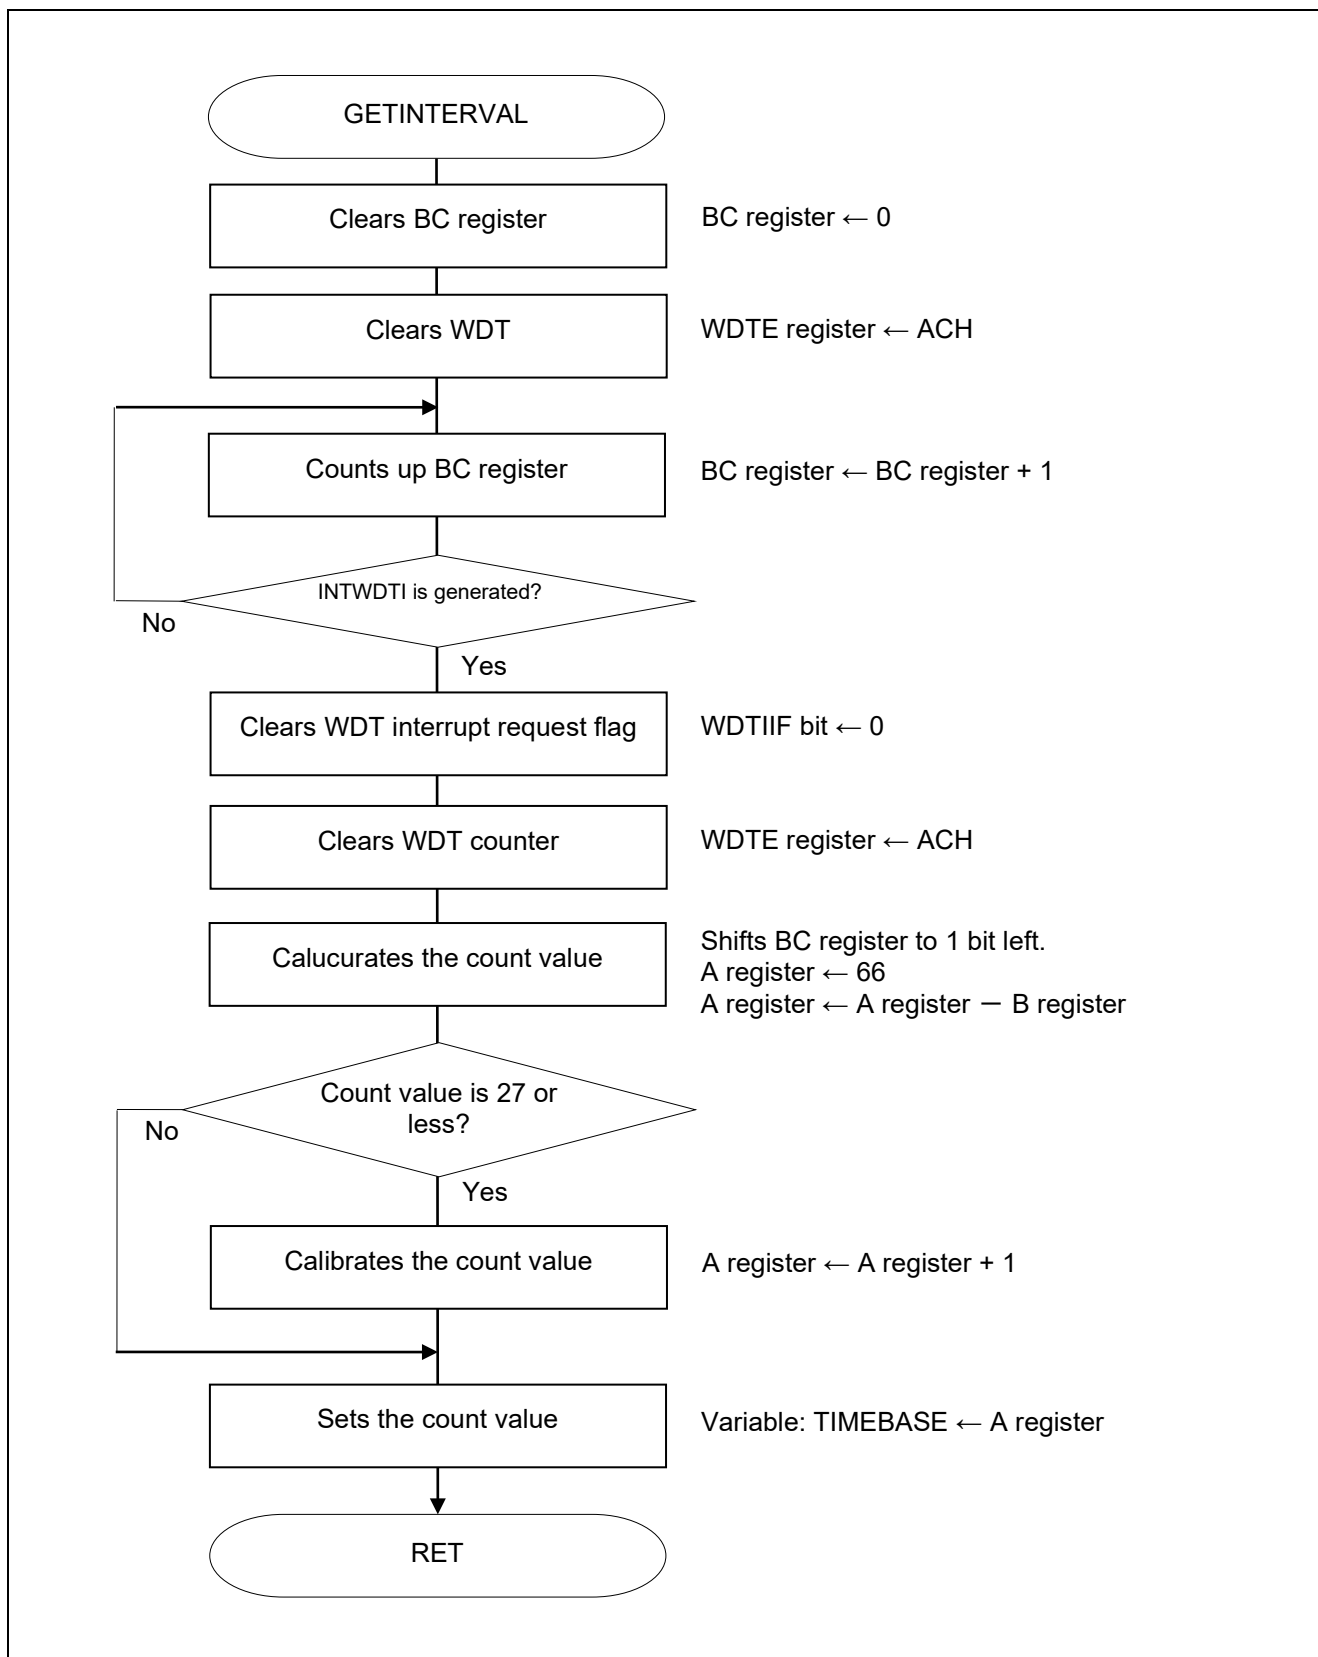 GETINTERVAL
Clears BC register
BC register ← 0
Clears WDT
WDTE register ← ACH
Counts up BC register
BC register ← BC register + 1
INTWDTI is generated?
No
Yes
Clears WDT interrupt request flag
WDTIIF bit ← 0
Clears WDT counter
WDTE register ← ACH
Calucurates the count value
Shifts BC register to 1 bit left.
A register ← 66
A register ← A register － B register
Count value is 27 or
less?
No
Yes
Calibrates the count value
A register ← A register + 1
Sets the count value
Variable: TIMEBASE ← A register
RET